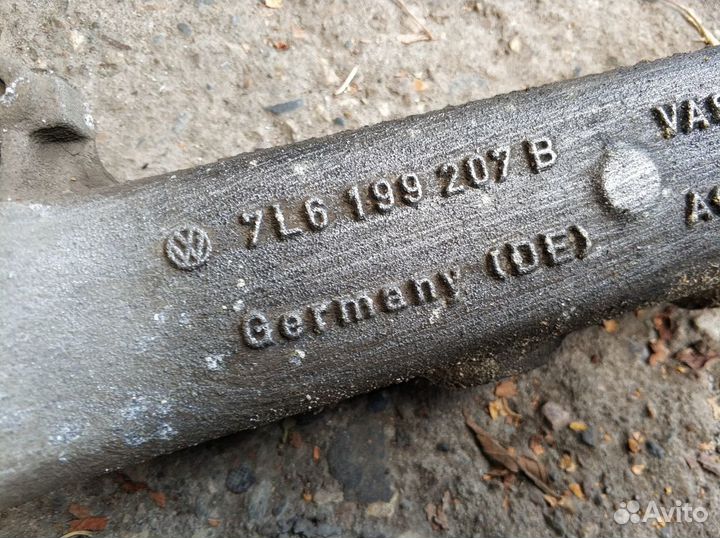 7L6 199 207 B
Germany (DE)
Avito